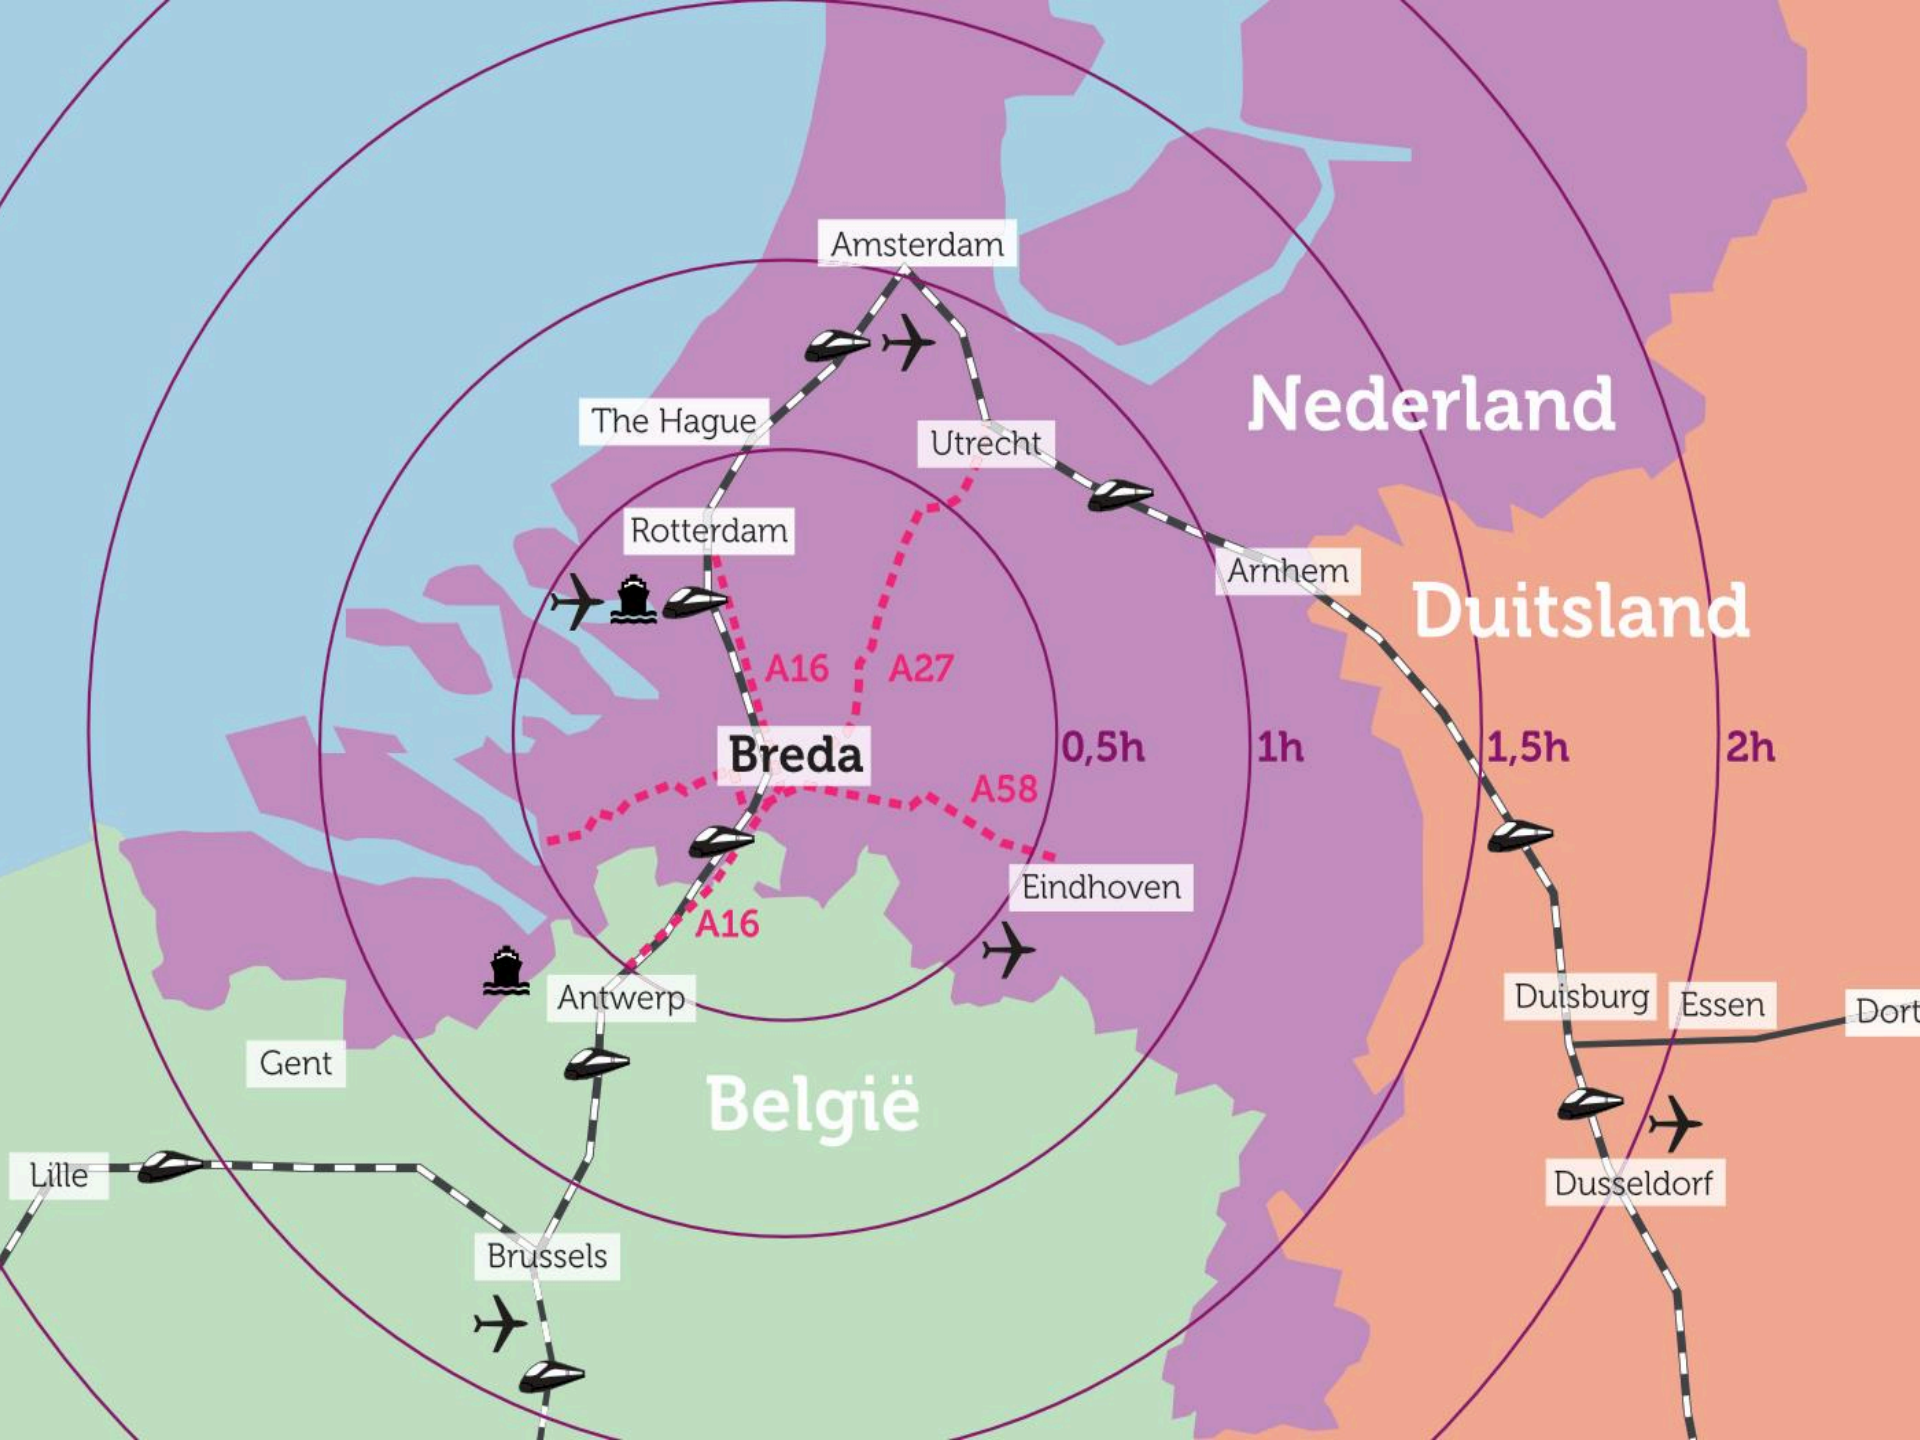 Amsterdam
The Hague
Nederland
Utrecht
Rotterdam
Arnhem
Duitsland
A16
A27
Breda
0,5h
1h
1,5h
2h
A58
Eindhoven
A16
Antwerp
Duisburg
Essen
Dort
Gent
België
Lille
Dusseldorf
Brussels